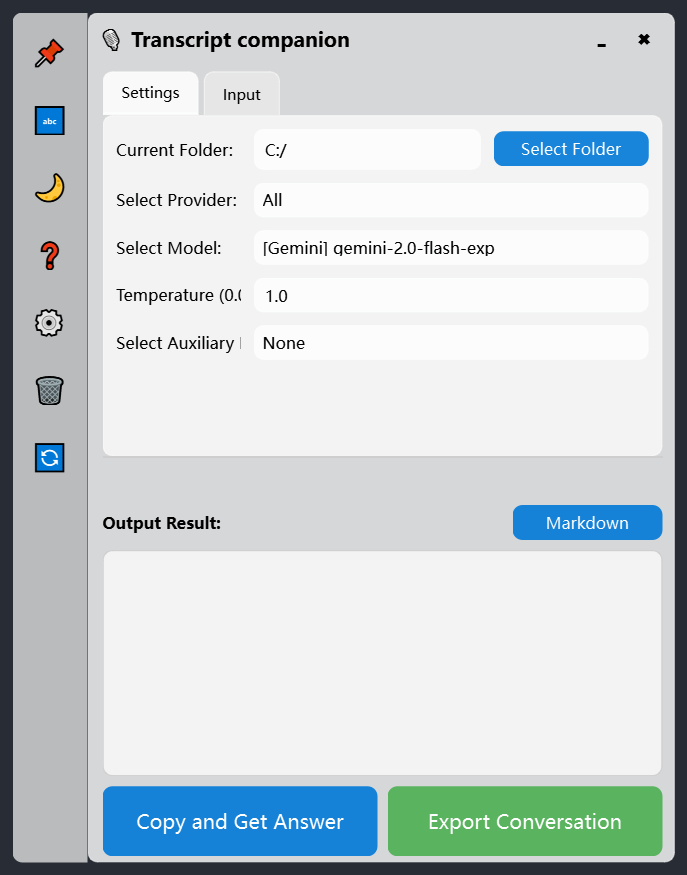 Transcript companion
Settings
Input
Current Folder:
C:/
Select Folder
Select Provider:
All
Select Model:
[Gemini] gemini-2.0-flash-exp
Temperature (0.0
1.0
Select Auxiliary
None
abc
Output Result:
Markdown
Copy and Get Answer
Export Conversation